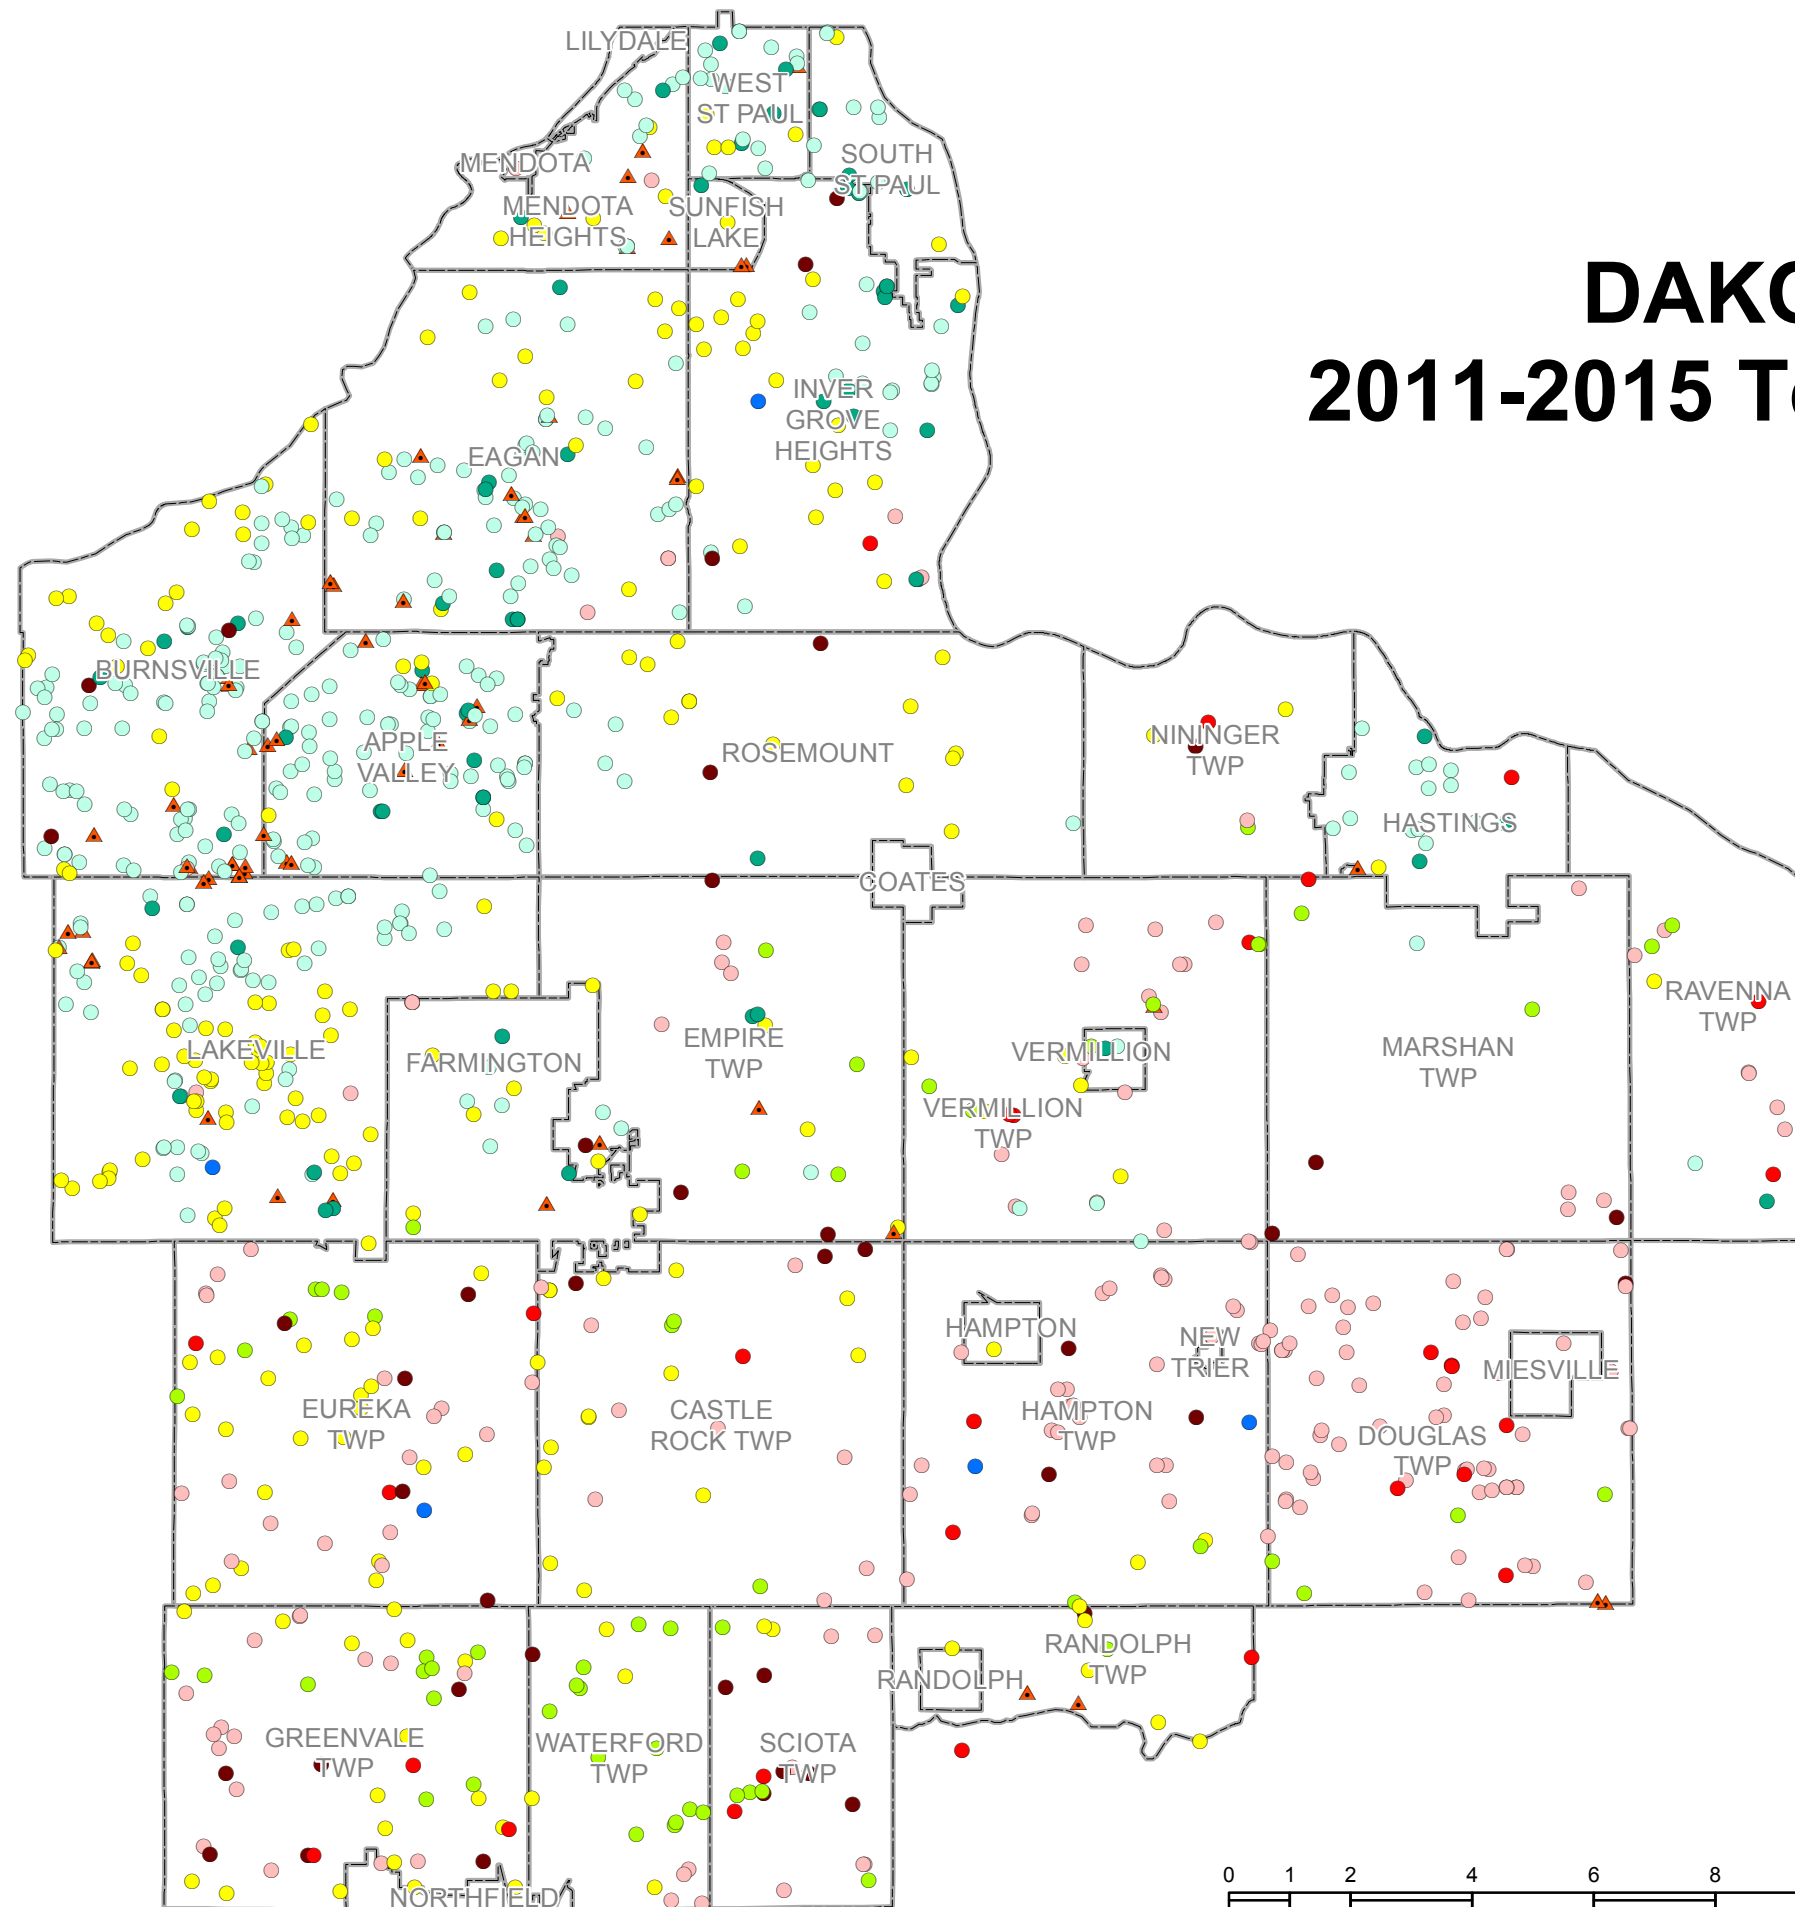 LILYDALE
WEST
ST PAUL
MENDOTA
SOUTH
ST PAUL
MENDOTA
HEIGHTS
SUNFISH
LAKE
DAKO
2011-2015 T
INVER
GROVE
HEIGHTS
EAGAN
BURNSVILLE
APPLE
VALLEY
ROSEMOUNT
NININGER
TWP
HASTINGS
COATES
RAVENNA
TWP
LAKEVILLE
FARMINGTON
EMPIRE
TWP
VERMILLION
MARSHAN
TWP
VERMILLION
TWP
HAMPTON
NEW
TRIER
MIESVILLE
EUREKA
TWP
CASTLE
ROCK TWP
HAMPTON
TWP
DOUGLAS
TWP
RANDOLPH
TWP
RANDOLPH
GREENVALE
TWP
WATERFORD
TWP
SCIOTA
TWP
NORTHFIELD
0 1 2 4 6 8